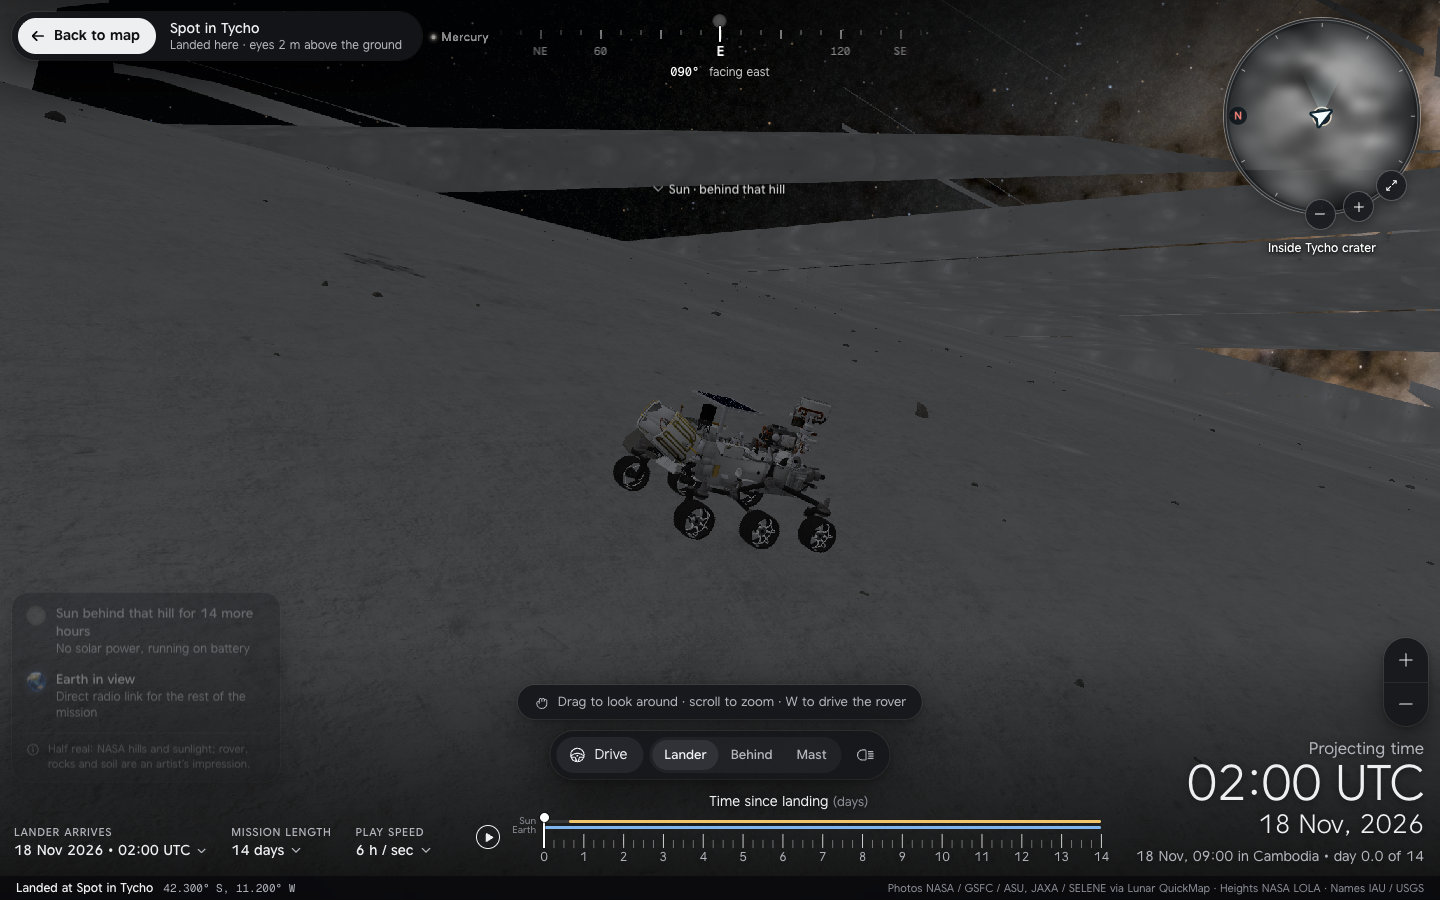 Back to map
Spot in Tycho
Landed here · eyes 2 m above the ground
Mercury
NE 60 E 120 SE
090° facing east
N
Sun · behind that hill
Inside Tycho crater
Sun behind that hill for 14 more
hours
No solar power, running on battery
Earth in view
Direct radio link for the rest of the
mission
Half real: NASA hills and sunlight; rover,
rocks and soil are an artist's impression.
Drag to look around · scroll to zoom · W to drive the rover
Drive
Lander
Behind
Mast
Projecting time
02:00 UTC
18 Nov, 2026
18 Nov, 09:00 in Cambodia • day 0.0 of 14
LANDER ARRIVES
18 Nov 2026 • 02:00 UTC
MISSION LENGTH
14 days
PLAY SPEED
6 h / sec
Time since landing (days)
Sun
Earth
0 1 2 3 4 5 6 7 8 9 10 11 12 13 14
Landed at Spot in Tycho 42.300° S, 11.200° W
Photos NASA / GSFC / ASU, JAXA / SELENE via Lunar QuickMap · Heights NASA LOLA · Names IAU / USGS